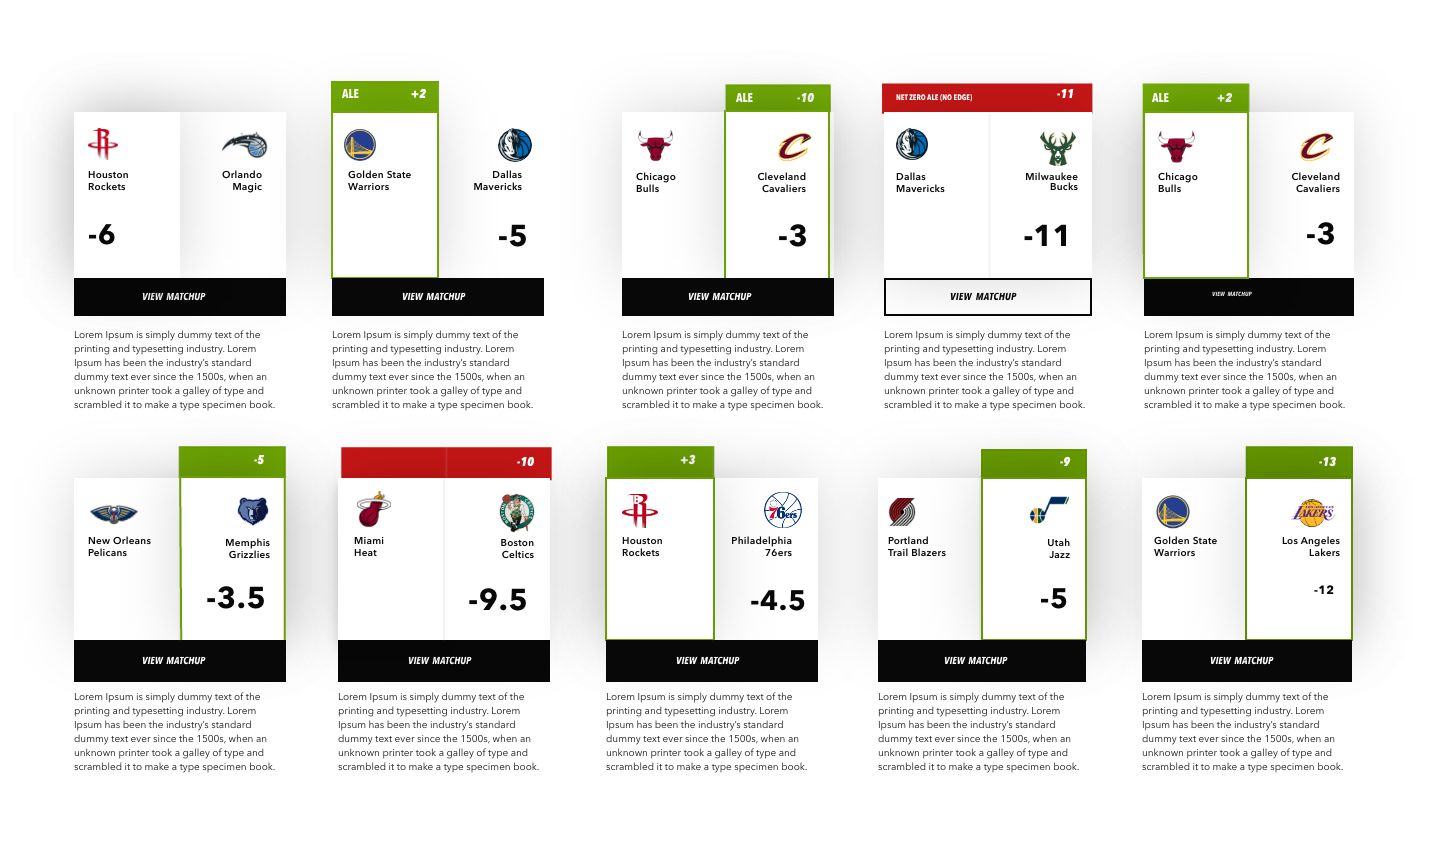 Houston
Rockets
Orlando
Magic
-6
VIEW MATCHUP
Lorem Ipsum is simply dummy text of the
printing and typesetting industry. Lorem
Ipsum has been the industry's standard
dummy text ever since the 1500s, when an
unknown printer took a galley of type and
scrambled it to make a type specimen book.
ALE +2
Golden State
Warriors
Dallas
Mavericks
-5
VIEW MATCHUP
Lorem Ipsum is simply dummy text of the
printing and typesetting industry. Lorem
Ipsum has been the industry's standard
dummy text ever since the 1500s, when an
unknown printer took a galley of type and
scrambled it to make a type specimen book.
ALE -10
Chicago
Bulls
Cleveland
Cavaliers
-3
VIEW MATCHUP
Lorem Ipsum is simply dummy text of the
printing and typesetting industry. Lorem
Ipsum has been the industry's standard
dummy text ever since the 1500s, when an
unknown printer took a galley of type and
scrambled it to make a type specimen book.
NET ZERO ALE (NO EDGE) -11
Dallas
Mavericks
Milwaukee
Bucks
-11
VIEW MATCHUP
Lorem Ipsum is simply dummy text of the
printing and typesetting industry. Lorem
Ipsum has been the industry's standard
dummy text ever since the 1500s, when an
unknown printer took a galley of type and
scrambled it to make a type specimen book.
ALE +2
Chicago
Bulls
Cleveland
Cavaliers
-3
VIEW MATCHUP
Lorem Ipsum is simply dummy text of the
printing and typesetting industry. Lorem
Ipsum has been the industry's standard
dummy text ever since the 1500s, when an
unknown printer took a galley of type and
scrambled it to make a type specimen book.
-5
New Orleans
Pelicans
Memphis
Grizzlies
-3.5
VIEW MATCHUP
Lorem Ipsum is simply dummy text of the
printing and typesetting industry. Lorem
Ipsum has been the industry's standard
dummy text ever since the 1500s, when an
unknown printer took a galley of type and
scrambled it to make a type specimen book.
-10
Miami
Heat
Boston
Celtics
-9.5
VIEW MATCHUP
Lorem Ipsum is simply dummy text of the
printing and typesetting industry. Lorem
Ipsum has been the industry's standard
dummy text ever since the 1500s, when an
unknown printer took a galley of type and
scrambled it to make a type specimen book.
+3
Houston
Rockets
76ers
Philadelphia
76ers
-4.5
VIEW MATCHUP
Lorem Ipsum is simply dummy text of the
printing and typesetting industry. Lorem
Ipsum has been the industry's standard
dummy text ever since the 1500s, when an
unknown printer took a galley of type and
scrambled it to make a type specimen book.
-9
Portland
Trail Blazers
Utah
Jazz
-5
VIEW MATCHUP
Lorem Ipsum is simply dummy text of the
printing and typesetting industry. Lorem
Ipsum has been the industry's standard
dummy text ever since the 1500s, when an
unknown printer took a galley of type and
scrambled it to make a type specimen book.
-13
Golden State
Warriors
LAKERS
Los Angeles
Lakers
-12
VIEW MATCHUP
Lorem Ipsum is simply dummy text of the
printing and typesetting industry. Lorem
Ipsum has been the industry's standard
dummy text ever since the 1500s, when an
unknown printer took a galley of type and
scrambled it to make a type specimen book.